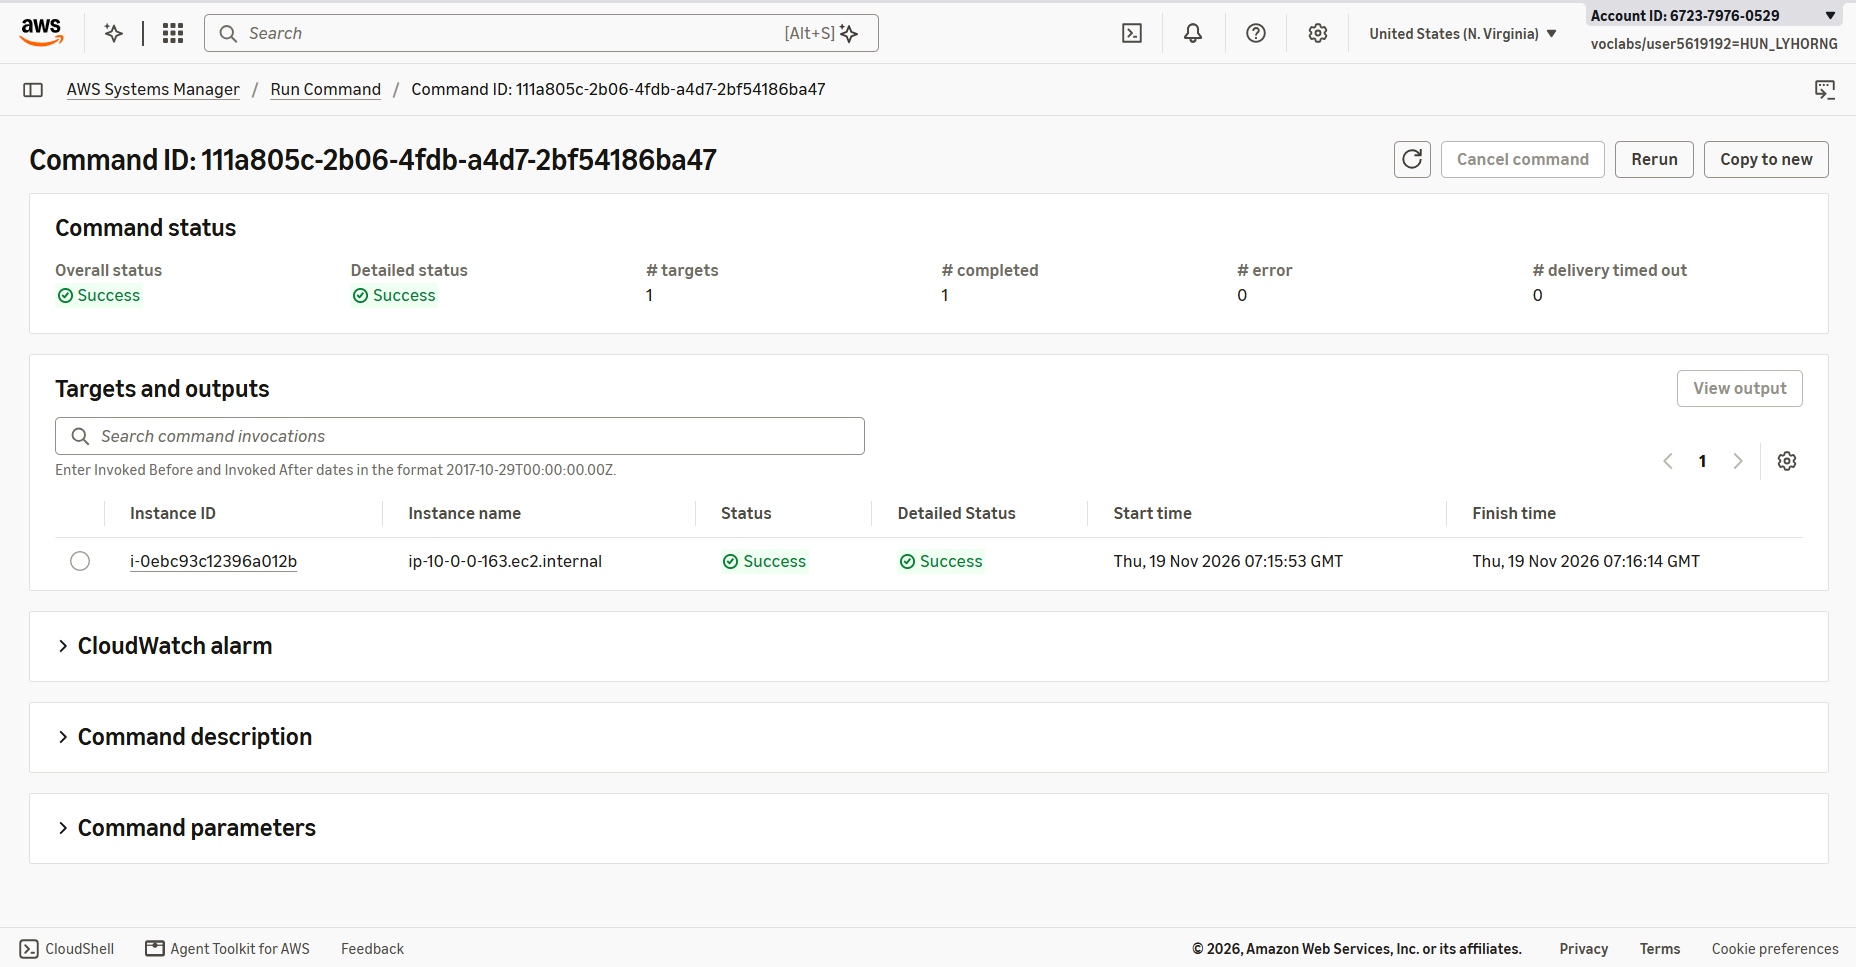 aws
Search [Alt+S]
United States (N. Virginia)
Account ID: 6723-7976-0529
voclabs/user5619192=HUN_LYHORNG
AWS Systems Manager / Run Command / Command ID: 111a805c-2b06-4fdb-a4d7-2bf54186ba47
Command ID: 111a805c-2b06-4fdb-a4d7-2bf54186ba47
Cancel command
Rerun
Copy to new
Command status
Overall status Detailed status # targets # completed # error # delivery timed out
Success Success 1 1 0 0
Targets and outputs
View output
Search command invocations
Enter Invoked Before and Invoked After dates in the format 2017-10-29T00:00:00.00Z.
1
Instance ID Instance name Status Detailed Status Start time Finish time
i-0ebc93c12396a012b ip-10-0-0-163.ec2.internal Success Success Thu, 19 Nov 2026 07:15:53 GMT Thu, 19 Nov 2026 07:16:14 GMT
CloudWatch alarm
Command description
Command parameters
CloudShell Agent Toolkit for AWS Feedback © 2026, Amazon Web Services, Inc. or its affiliates. Privacy Terms Cookie preferences